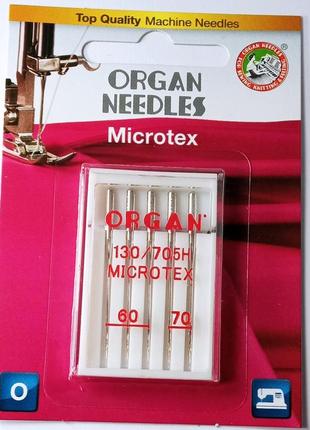 Top Quality Machine Needles
ORGAN
NEEDLES
Microtex
ORGAN
130/705H
MICROTEX
60 70
O